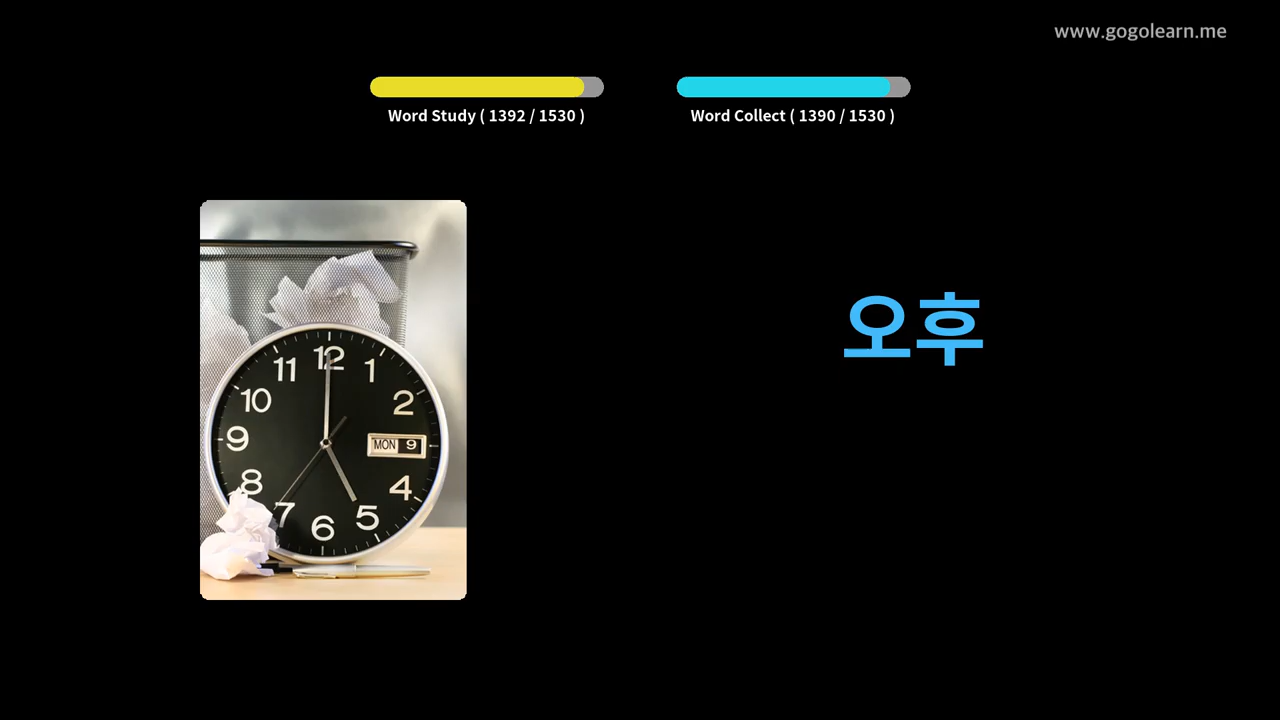 www.gogolearn.me
Word Study ( 1392 / 1530 )
Word Collect ( 1390 / 1530 )
오후
12
11
1
10
2
9
MON 9
8
4
7
5
6